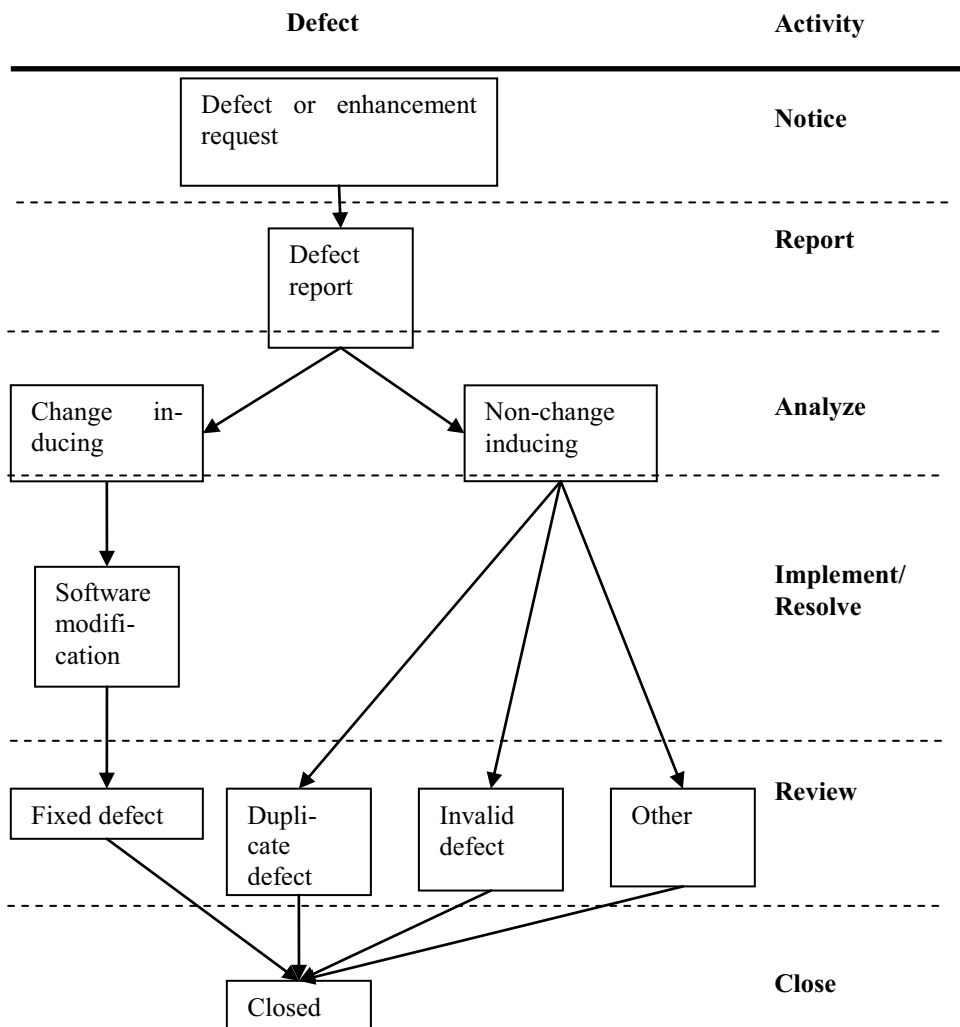 Defect
Activity
Defect or enhancement
request
Notice
Defect
report
Report
Change in-
ducing
Non-change
inducing
Analyze
Software
modifi-
cation
Implement/
Resolve
Fixed defect
Dupli-
cate
defect
Invalid
defect
Other
Review
Closed
Close